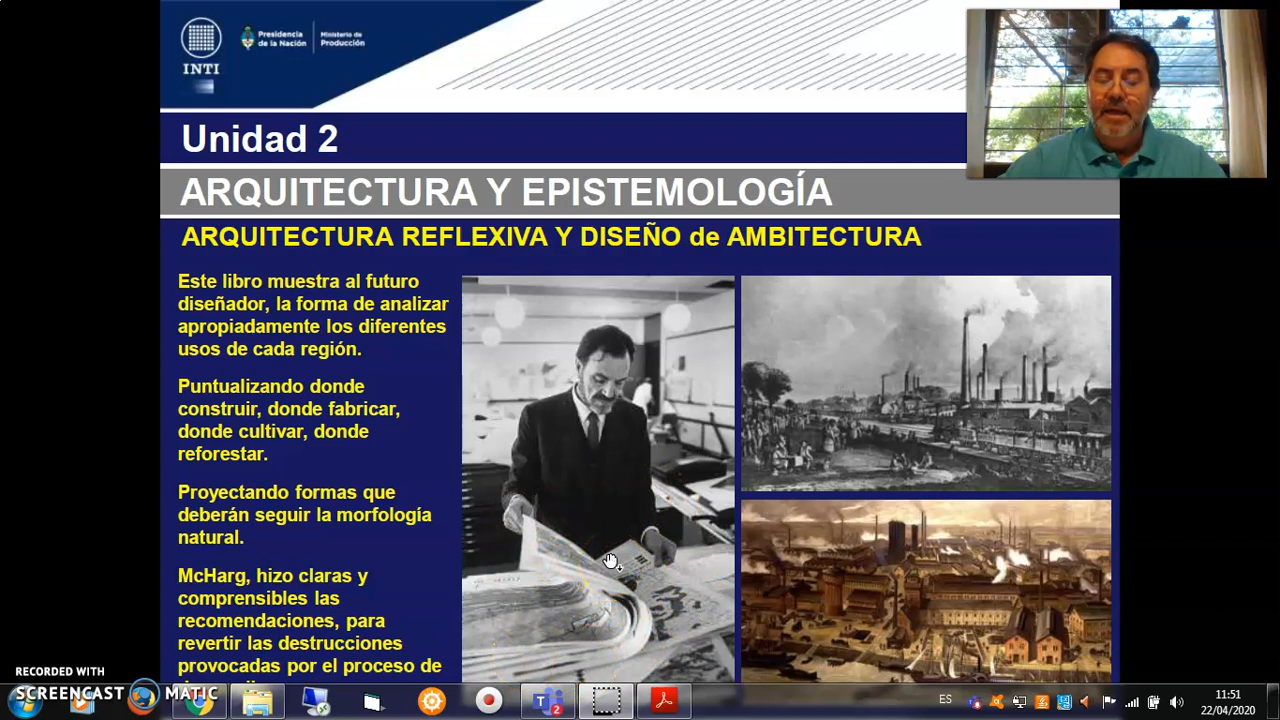 INTI
Presidencia
de la Nación
Ministerio de
Producción
Unidad 2
ARQUITECTURA Y EPISTEMOLOGÍA
ARQUITECTURA REFLEXIVA Y DISEÑO de AMBITECTURA
Este libro muestra al futuro
diseñador, la forma de analizar
apropiadamente los diferentes
usos de cada región.
Puntualizando donde
construir, donde fabricar,
donde cultivar, donde
reforestar.
Proyectando formas que
deberán seguir la morfología
natural.
McHarg, hizo claras y
comprensibles las
recomendaciones, para
revertir las destrucciones
provocadas por el proceso de
RECORDED WITH
SCREENCAST MATIC
2
ES
11:51
22/04/2020